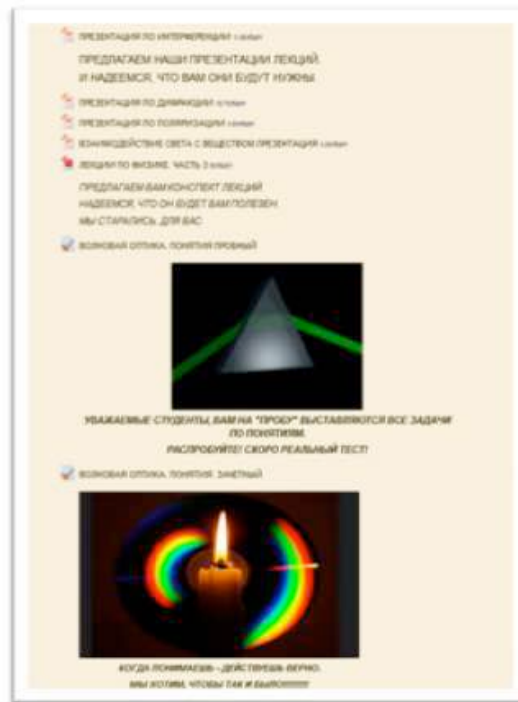 ПРЕЗЕНТАЦИЯ ПО ИНТЕРФЕРЕНЦИИ
ПРЕДЛАГАЕМ НАШИ ПРЕЗЕНТАЦИИ ЛЕКЦИЙ.
И НАДЕЕМСЯ, ЧТО ВАМ ОНИ БУДУТ НУЖНЫ.
ПРЕЗЕНТАЦИЯ ПО ДИФРАКЦИИ
ПРЕЗЕНТАЦИЯ ПО ПОЛЯРИЗАЦИИ
ВЗАИМОДЕЙСТВИЕ СВЕТА С ВЕЩЕСТВОМ ПРЕЗЕНТАЦИЯ
ЛЕКЦИИ ПО ФИЗИКЕ. ЧАСТЬ 3
ПРЕДЛАГАЕМ ВАМ КОНСПЕКТ ЛЕКЦИЙ
НАДЕЕМСЯ, ЧТО ОН БУДЕТ ВАМ ПОЛЕЗЕН
МЫ СТАРАЛИСЬ ДЛЯ ВАС
ВОЛНОВАЯ ОПТИКА. ПОНЯТИЯ ПРОБНЫЙ
УВАЖАЕМЫЕ СТУДЕНТЫ, ВАМ НА "ПРОБУ" ВЫСТАВЛЯЮТСЯ ВСЕ ЗАДАЧИ
ПО ПОНЯТИЯМ.
РАСПРОБУЙТЕ! СКОРО РЕАЛЬНЫЙ ТЕСТ!
ВОЛНОВАЯ ОПТИКА. ПОНЯТИЯ. ЗАЧЕТНЫЙ
КОГДА ПОНИМАЕШЬ - ДЕЙСТВУЕШЬ ВЕРНО.
МЫ ХОТИМ, ЧТОБЫ ТАК И БЫЛО!!!!!!!!!